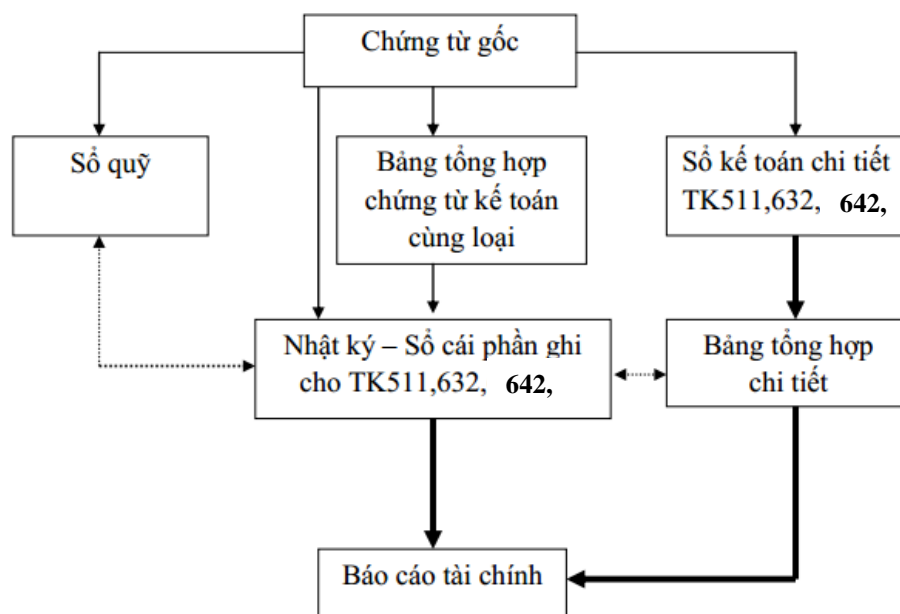 Chứng từ gốc
Sổ quỹ
Bảng tổng hợp
chứng từ kế toán
cùng loại
Sổ kế toán chi tiết
TK511,632, 642,
Nhật ký – Sổ cái phần ghi
cho TK511,632, 642,
Bảng tổng hợp
chi tiết
Báo cáo tài chính